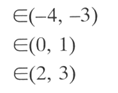 ∈(–4, –3)
∈(0, 1)
∈(2, 3)